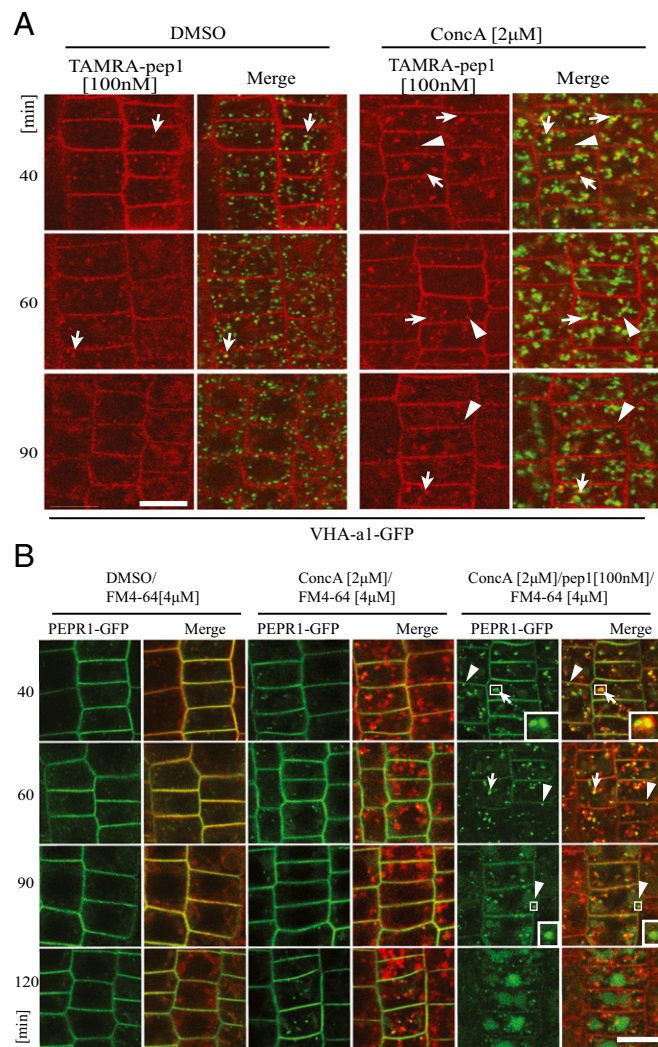 A
DMSO
ConcA [2µM]
TAMRA-pep1
[100nM]
Merge
TAMRA-pep1
[100nM]
Merge
[min]
40
60
90
VHA-a1-GFP
B
DMSO/
FM4-64[4µM]
ConcA [2µM]/
FM4-64 [4µM]
ConcA [2µM]/pep1[100nM]/
FM4-64 [4µM]
PEPR1-GFP
Merge
PEPR1-GFP
Merge
PEPR1-GFP
Merge
40
60
90
120
[min]